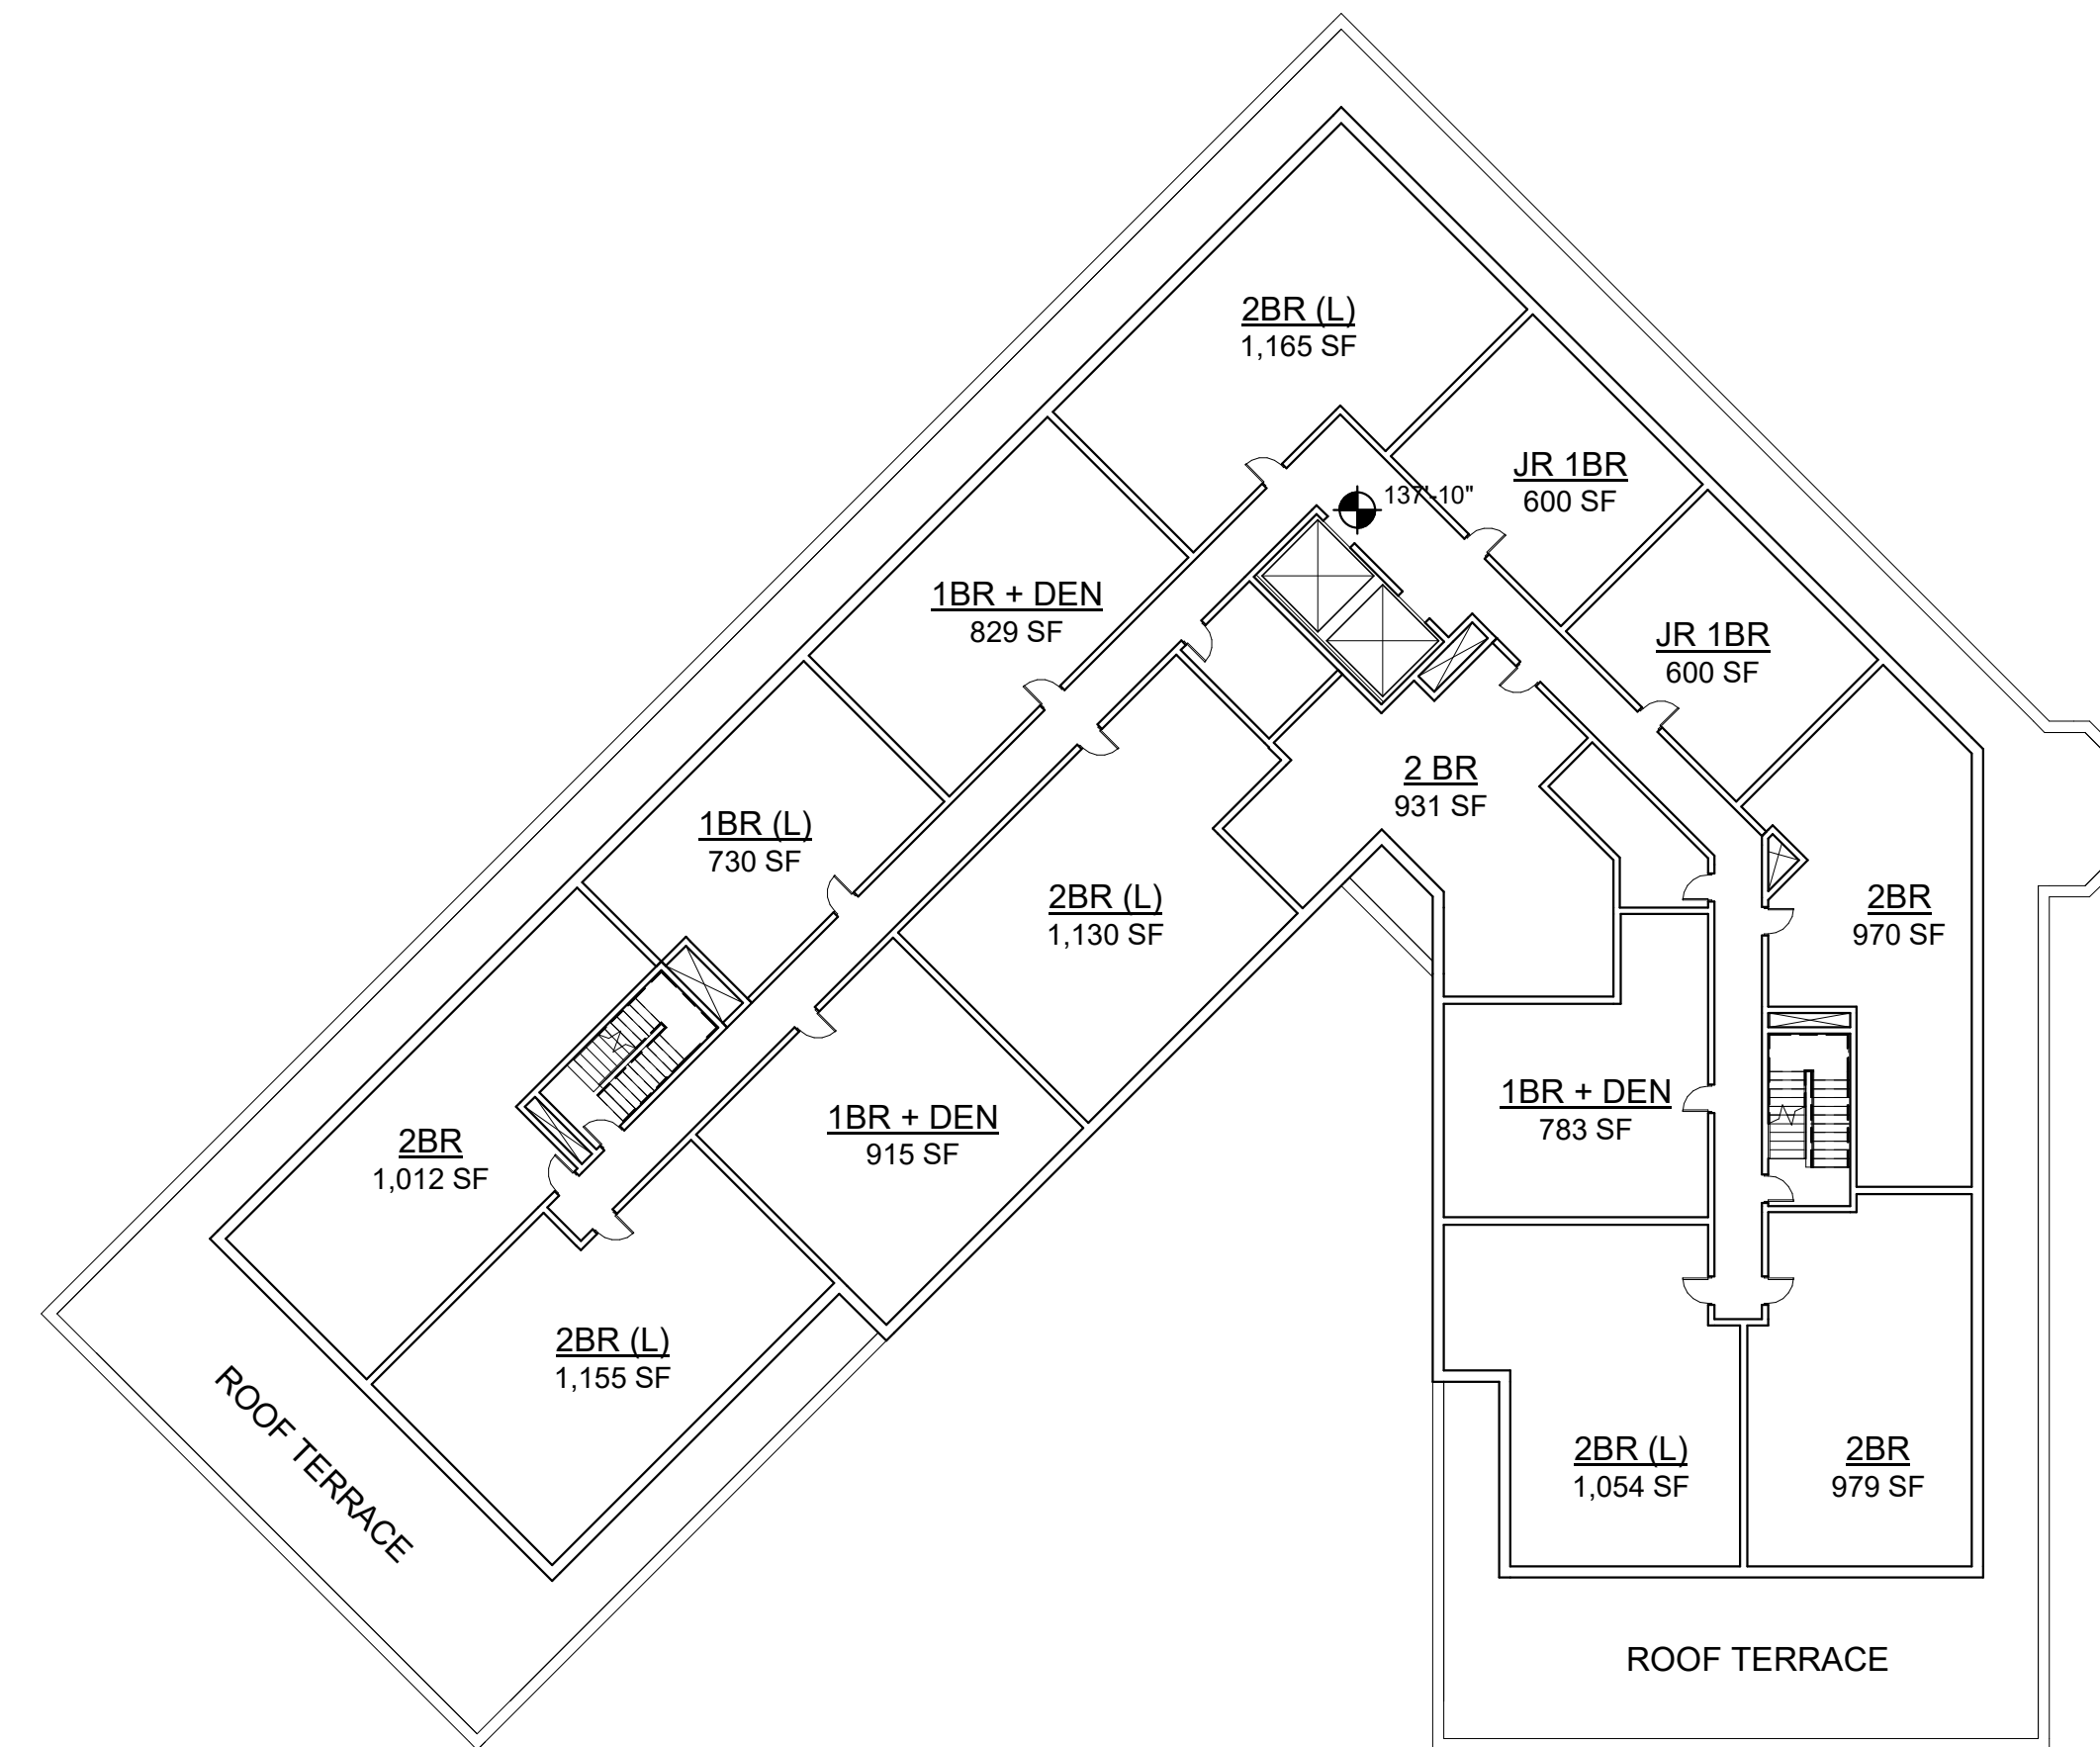 2BR (L)
1,165 SF
JR 1BR
600 SF
137'-10"
1BR + DEN
829 SF
JR 1BR
600 SF
2 BR
931 SF
1BR (L)
730 SF
2BR (L)
1,130 SF
2BR
970 SF
1BR + DEN
783 SF
1BR + DEN
915 SF
2BR
1,012 SF
2BR (L)
1,155 SF
ROOF TERRACE
2BR (L)
1,054 SF
2BR
979 SF
ROOF TERRACE